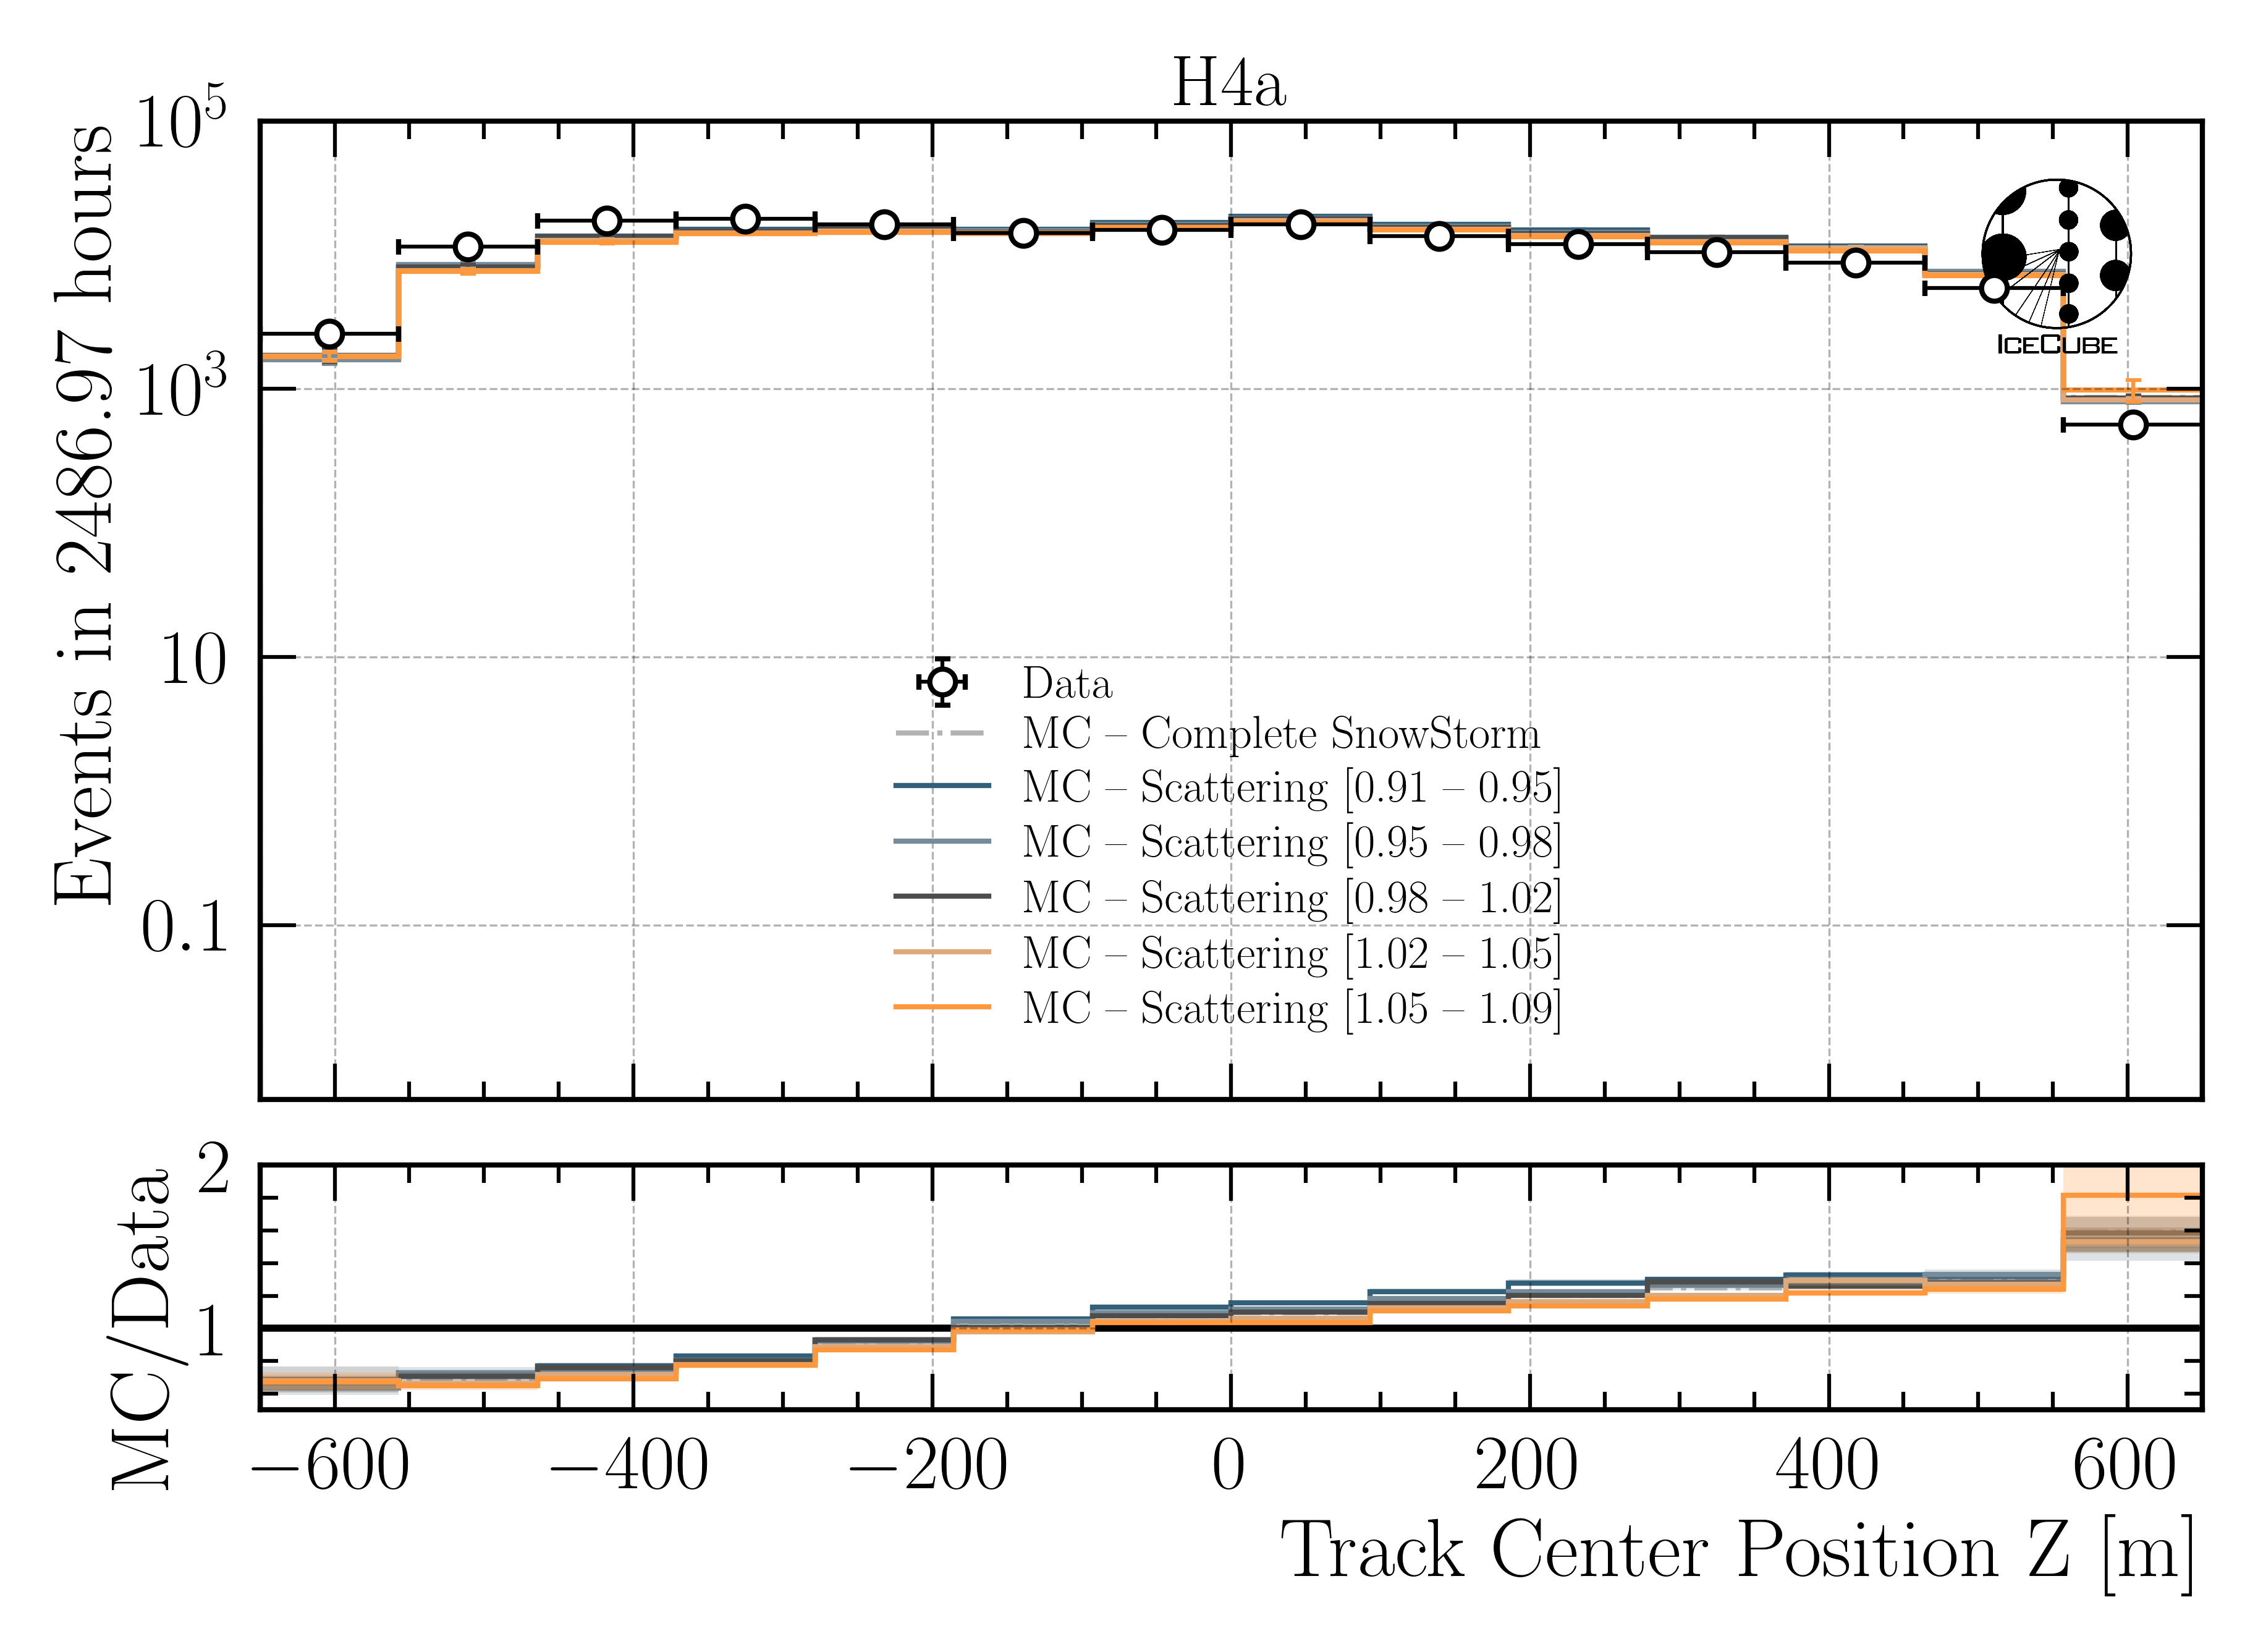 H4a
10^5
10^3
10
0.1
Events in 2486.97 hours
IceCube
Data
MC – Complete SnowStorm
MC – Scattering [0.91 – 0.95]
MC – Scattering [0.95 – 0.98]
MC – Scattering [0.98 – 1.02]
MC – Scattering [1.02 – 1.05]
MC – Scattering [1.05 – 1.09]
2
1
MC/Data
−600 −400 −200 0 200 400 600
Track Center Position Z [m]